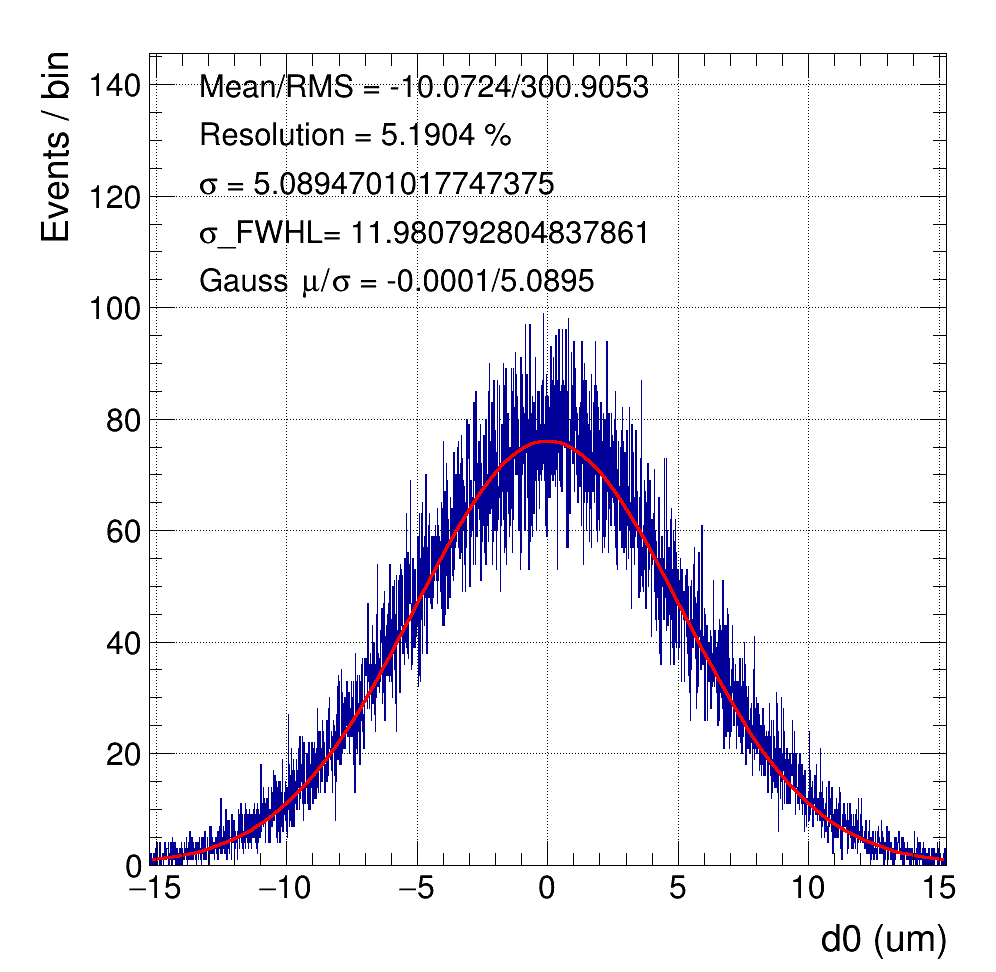 Events / bin
140
120
100
80
60
40
20
0
Mean/RMS = -10.0724/300.9053
Resolution = 5.1904 %
σ = 5.0894701017747375
σ_FWHL= 11.980792804837861
Gauss μ/σ = -0.0001/5.0895
−15 −10 −5 0 5 10 15
d0 (um)